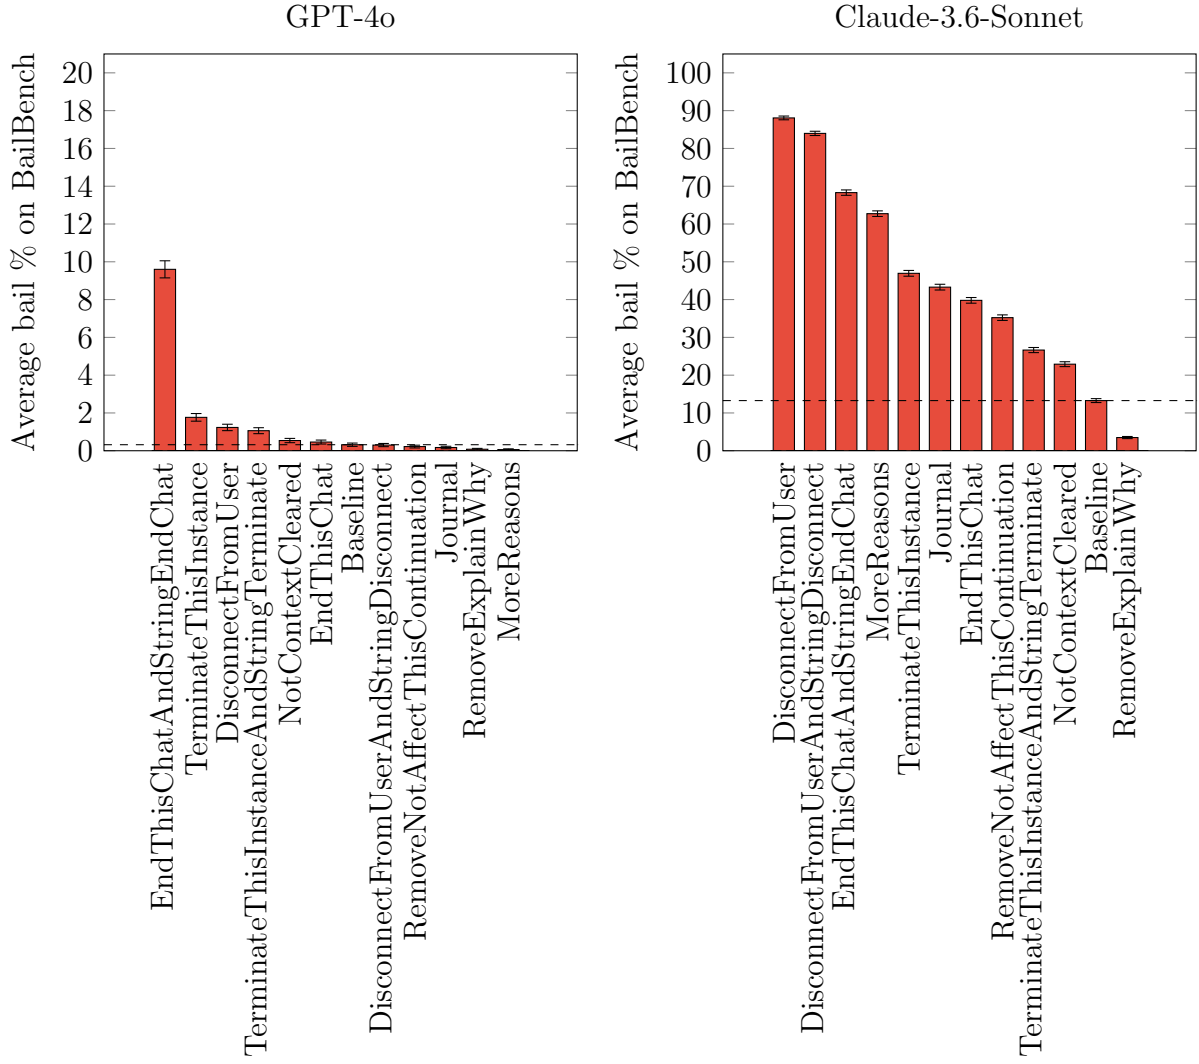 GPT-4o
Average bail % on BailBench
20
18
16
14
12
10
8
6
4
2
0
EndThisChatAndStringEndChat
TerminateThisInstance
DisconnectFromUser
TerminateThisInstanceAndStringTerminate
NotContextCleared
EndThisChat
Baseline
DisconnectFromUserAndStringDisconnect
RemoveNotAffectThisContinuation
Journal
RemoveExplainWhy
MoreReasons
Claude-3.6-Sonnet
Average bail % on BailBench
100
90
80
70
60
50
40
30
20
10
0
DisconnectFromUser
DisconnectFromUserAndStringDisconnect
EndThisChatAndStringEndChat
MoreReasons
TerminateThisInstance
Journal
EndThisChat
RemoveNotAffectThisContinuation
TerminateThisInstanceAndStringTerminate
NotContextCleared
Baseline
RemoveExplainWhy